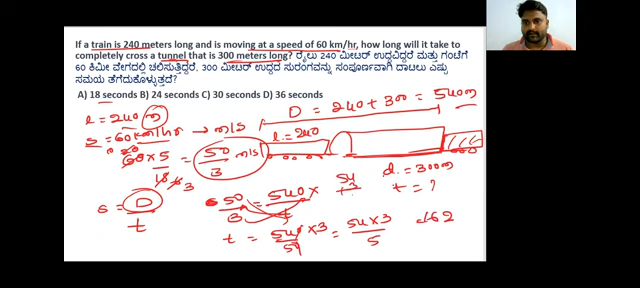 If a train is 240 meters long and is moving at a speed of 60 km/hr, how long will it take to
completely cross a tunnel that is 300 meters long? ರೈಲು 240 ಮೀಟರ್ ಉದ್ದವಿದ್ದರೆ ಮತ್ತು ಗಂಟೆಗೆ
60 ಕಿಮೀ ವೇಗದಲ್ಲಿ ಚಲಿಸುತ್ತಿದ್ದರೆ, 300 ಮೀಟರ್ ಉದ್ದದ ಸುರಂಗವನ್ನು ಸಂಪೂರ್ಣವಾಗಿ ದಾಟಲು ಎಷ್ಟು
ಸಮಯ ತೆಗೆದುಕೊಳ್ಳುತ್ತದೆ?
A) 18 seconds B) 24 seconds C) 30 seconds D) 36 seconds
D = 240 + 300 = 540m
l = 240 m
s = 60 km/hr → m/s
l = 240
60 × 5 = 50 m/s
18 3 3
d = 300m
t = ?
s = D
t
50 = 540 ×
3 t
54
t = 540 × 3 = 54 × 3
50 5
162